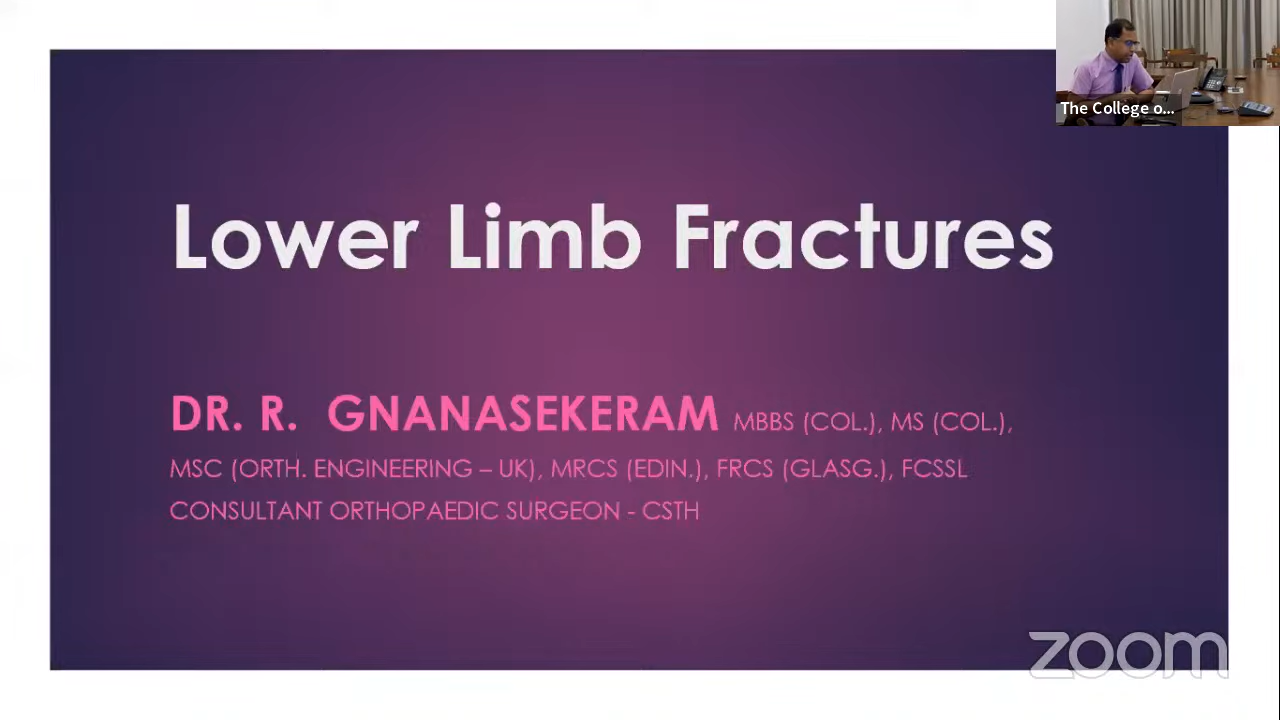 The College o...
Lower Limb Fractures
DR. R. GNANASEKERAM MBBS (COL.), MS (COL.),
MSC (ORTH. ENGINEERING – UK), MRCS (EDIN.), FRCS (GLASG.), FCSSL
CONSULTANT ORTHOPAEDIC SURGEON - CSTH
zoom